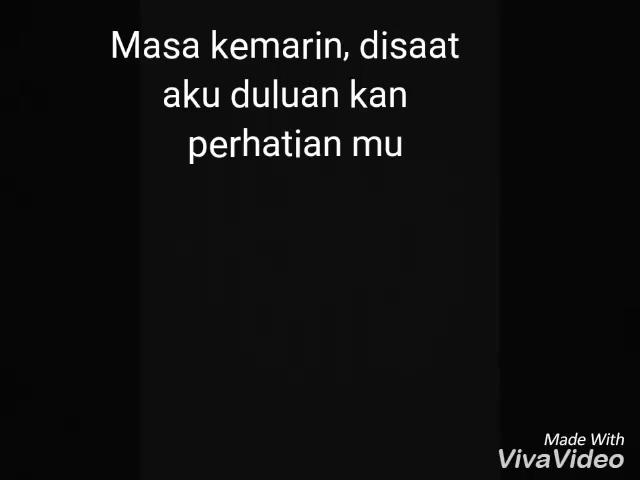 Masa kemarin, disaat
aku duluan kan
perhatian mu
Made With
VivaVideo